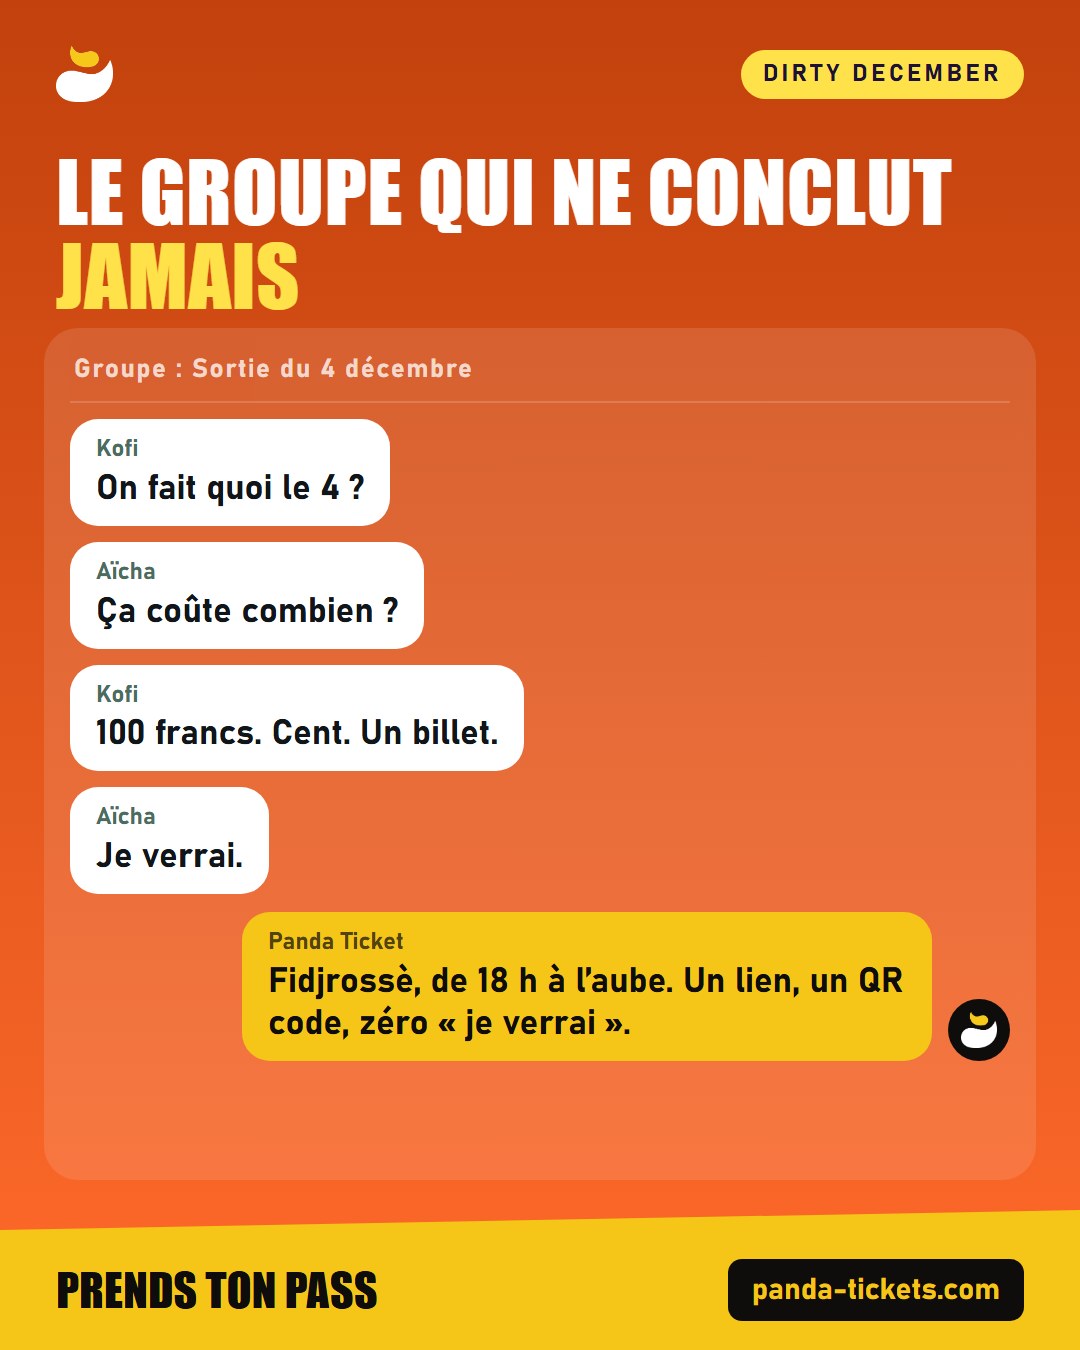 DIRTY DECEMBER
LE GROUPE QUI NE CONCLUT
JAMAIS
Groupe : Sortie du 4 décembre
Kofi
On fait quoi le 4 ?
Aïcha
Ça coûte combien ?
Kofi
100 francs. Cent. Un billet.
Aïcha
Je verrai.
Panda Ticket
Fidjrossè, de 18 h à l’aube. Un lien, un QR
code, zéro « je verrai ».
PRENDS TON PASS
panda-tickets.com